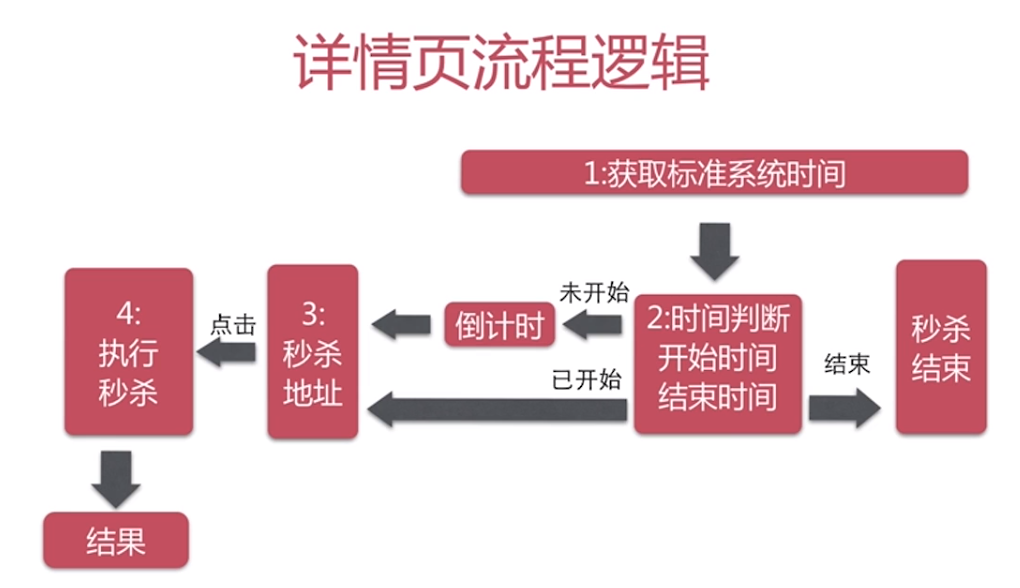 详情页流程逻辑
1:获取标准系统时间
4:
执行
秒杀
点击
3:
秒杀
地址
倒计时
未开始
已开始
2:时间判断
开始时间
结束时间
结束
秒杀
结束
结果